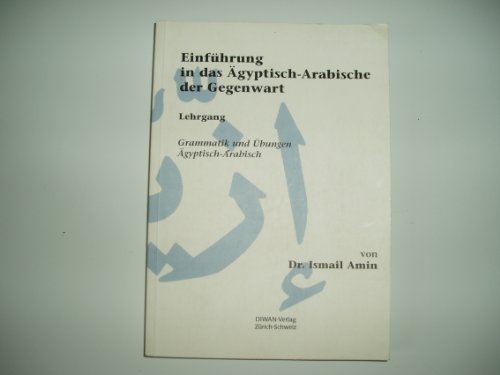 Einführung
in das Ägyptisch-Arabische
der Gegenwart
Lehrgang
Grammatik und Übungen
Ägyptisch-Arabisch
von
Dr. Ismail Amin
DIWAN-Verlag
Zürich-Schweiz